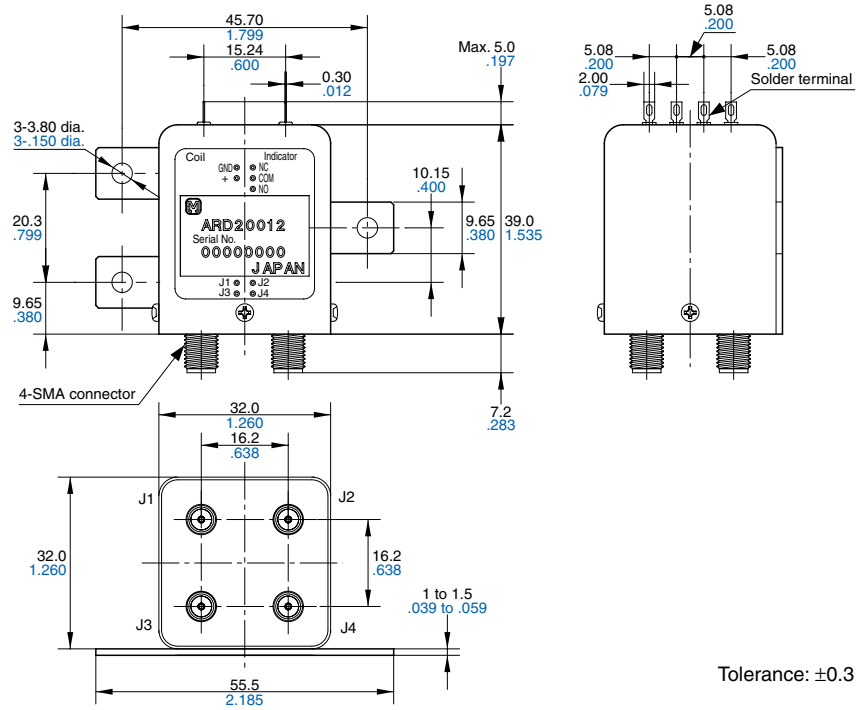 45.70
1.799
15.24
.600
0.30
.012
Max. 5.0
.197
3-3.80 dia.
3-.150 dia.
Coil
Indicator
GND
NC
+
COM
NO
M
ARD20012
Serial No.
00000000
JAPAN
J1
J2
J3
J4
20.3
.799
9.65
.380
10.15
.400
9.65
.380
39.0
1.535
7.2
.283
4-SMA connector
5.08
.200
5.08
.200
5.08
.200
2.00
.079
Solder terminal
32.0
1.260
16.2
.638
J1
J2
32.0
1.260
16.2
.638
J3
J4
1 to 1.5
.039 to .059
55.5
2.185
Tolerance: ±0.3